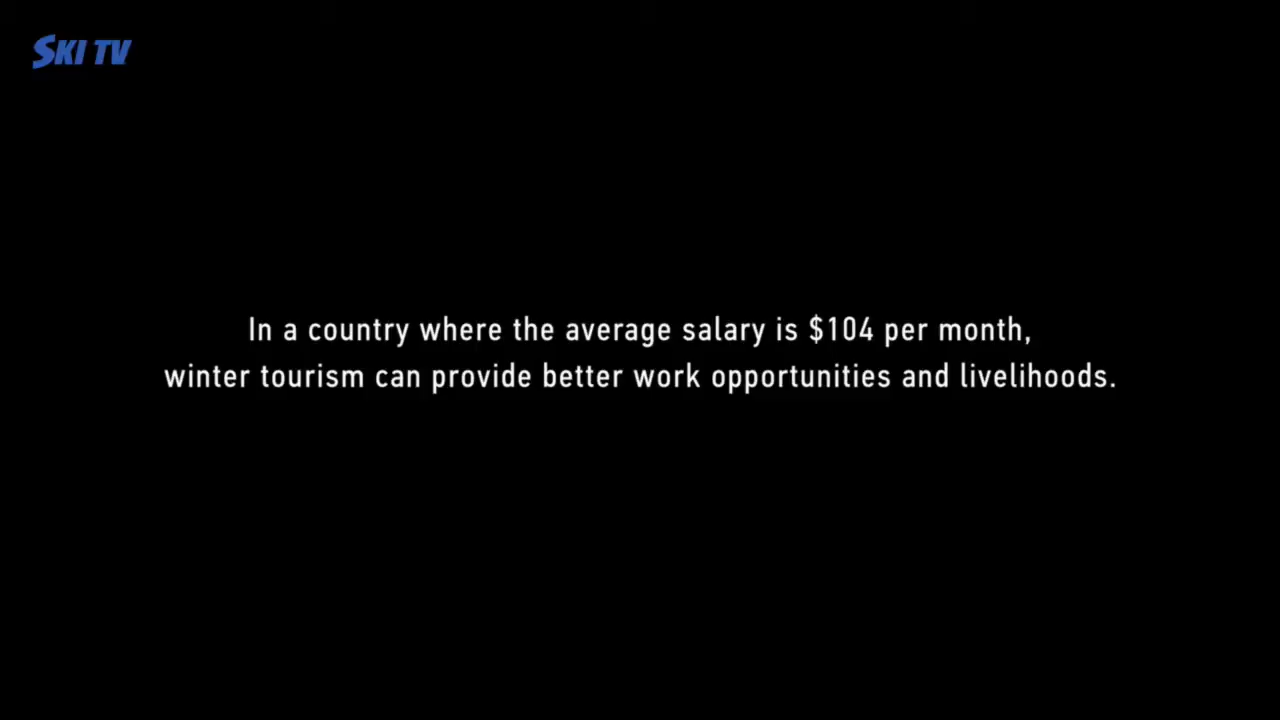 SKI TV
In a country where the average salary is $104 per month,
winter tourism can provide better work opportunities and livelihoods.